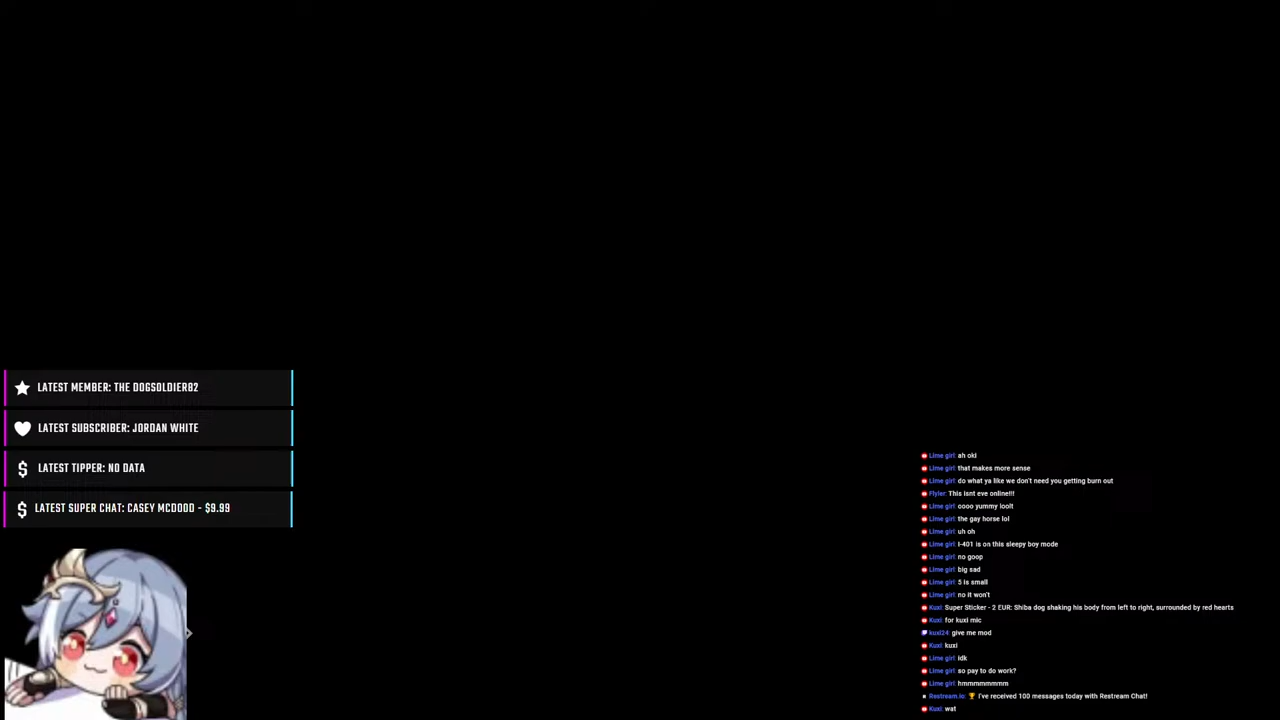 LATEST MEMBER: THE DOGSOLDIER82
LATEST SUBSCRIBER: JORDAN WHITE
LATEST TIPPER: NO DATA
LATEST SUPER CHAT: CASEY MCDODD - $9.99
Lime girl: ah oki
Lime girl: that makes more sense
Lime girl: do what ya like we don't need you getting burn out
Flyler: This isnt eve online!!!
Lime girl: oooo yummy loolt
Lime girl: the gay horse lol
Lime girl: uh oh
Lime girl: I-401 is on this sleepy boy mode
Lime girl: no goop
Lime girl: big sad
Lime girl: 5 is small
Lime girl: no it won't
Kuxi: Super Sticker - 2 EUR: Shiba dog shaking his body from left to right, surrounded by red hearts
Kuxi: for kuxi mic
kuxi24: give me mod
Kuxi: kuxi
Lime girl: idk
Lime girl: so pay to do work?
Lime girl: hmmmmmmmm
Restream.io: 🏆 I've received 100 messages today with Restream Chat!
Kuxi: wat